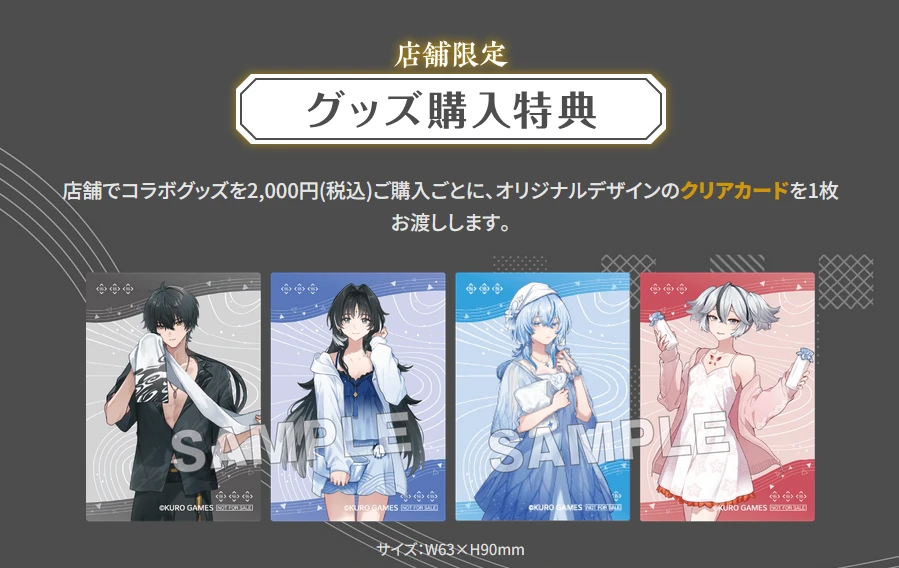 店舗限定
グッズ購入特典
店舗でコラボグッズを2,000円(税込)ご購入ごとに、オリジナルデザインのクリアカードを1枚
お渡しします。
SAMPLE SAMPLE
©KURO GAMES NOT FOR SALE
©KURO GAMES NOT FOR SALE
©KURO GAMES NOT FOR SALE
©KURO GAMES NOT FOR SALE
サイズ：W63×H90mm